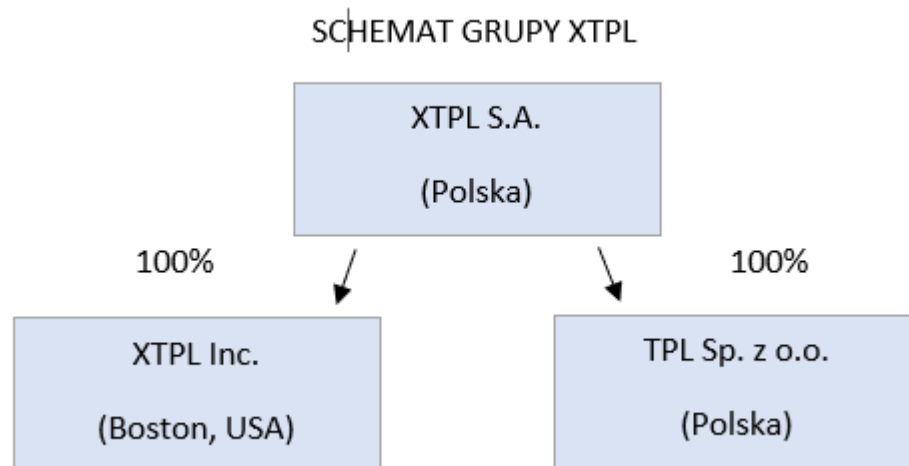 SCHEMAT GRUPY XTPL
XTPL S.A.
(Polska)
100%
100%
XTPL Inc.
(Boston, USA)
TPL Sp. z o.o.
(Polska)